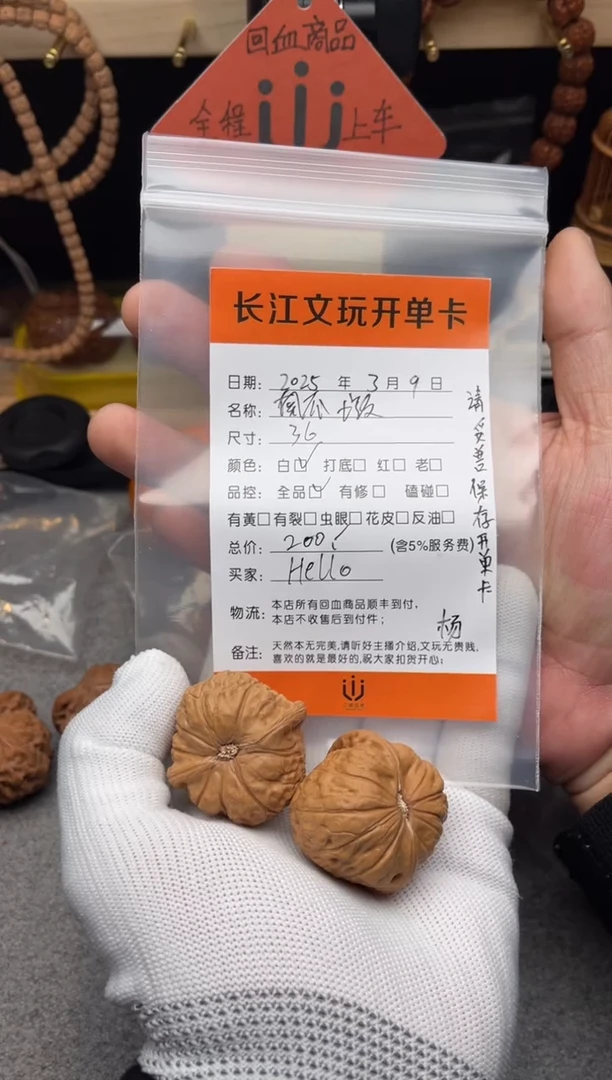 回血商品
全程 上车
长江文玩开单卡
日期: 2025 年 3 月 9 日
名称: 南瓜
尺寸: 36
颜色: 白☑ 打底☐ 红☐ 老☐
品控: 全品☑ 有修☐ 磕碰☐
有黄☐有裂☐虫眼☐花皮☐反油☐
总价: 200 (含5%服务费)
买家: Hello
物流: 本店所有回血商品顺丰到付,
本店不收售后到付件;
杨
备注: 天然本无完美,请听好主播介绍,文玩无贵贱,
喜欢的就是最好的,祝大家扣货开心;
请妥善保存开单卡